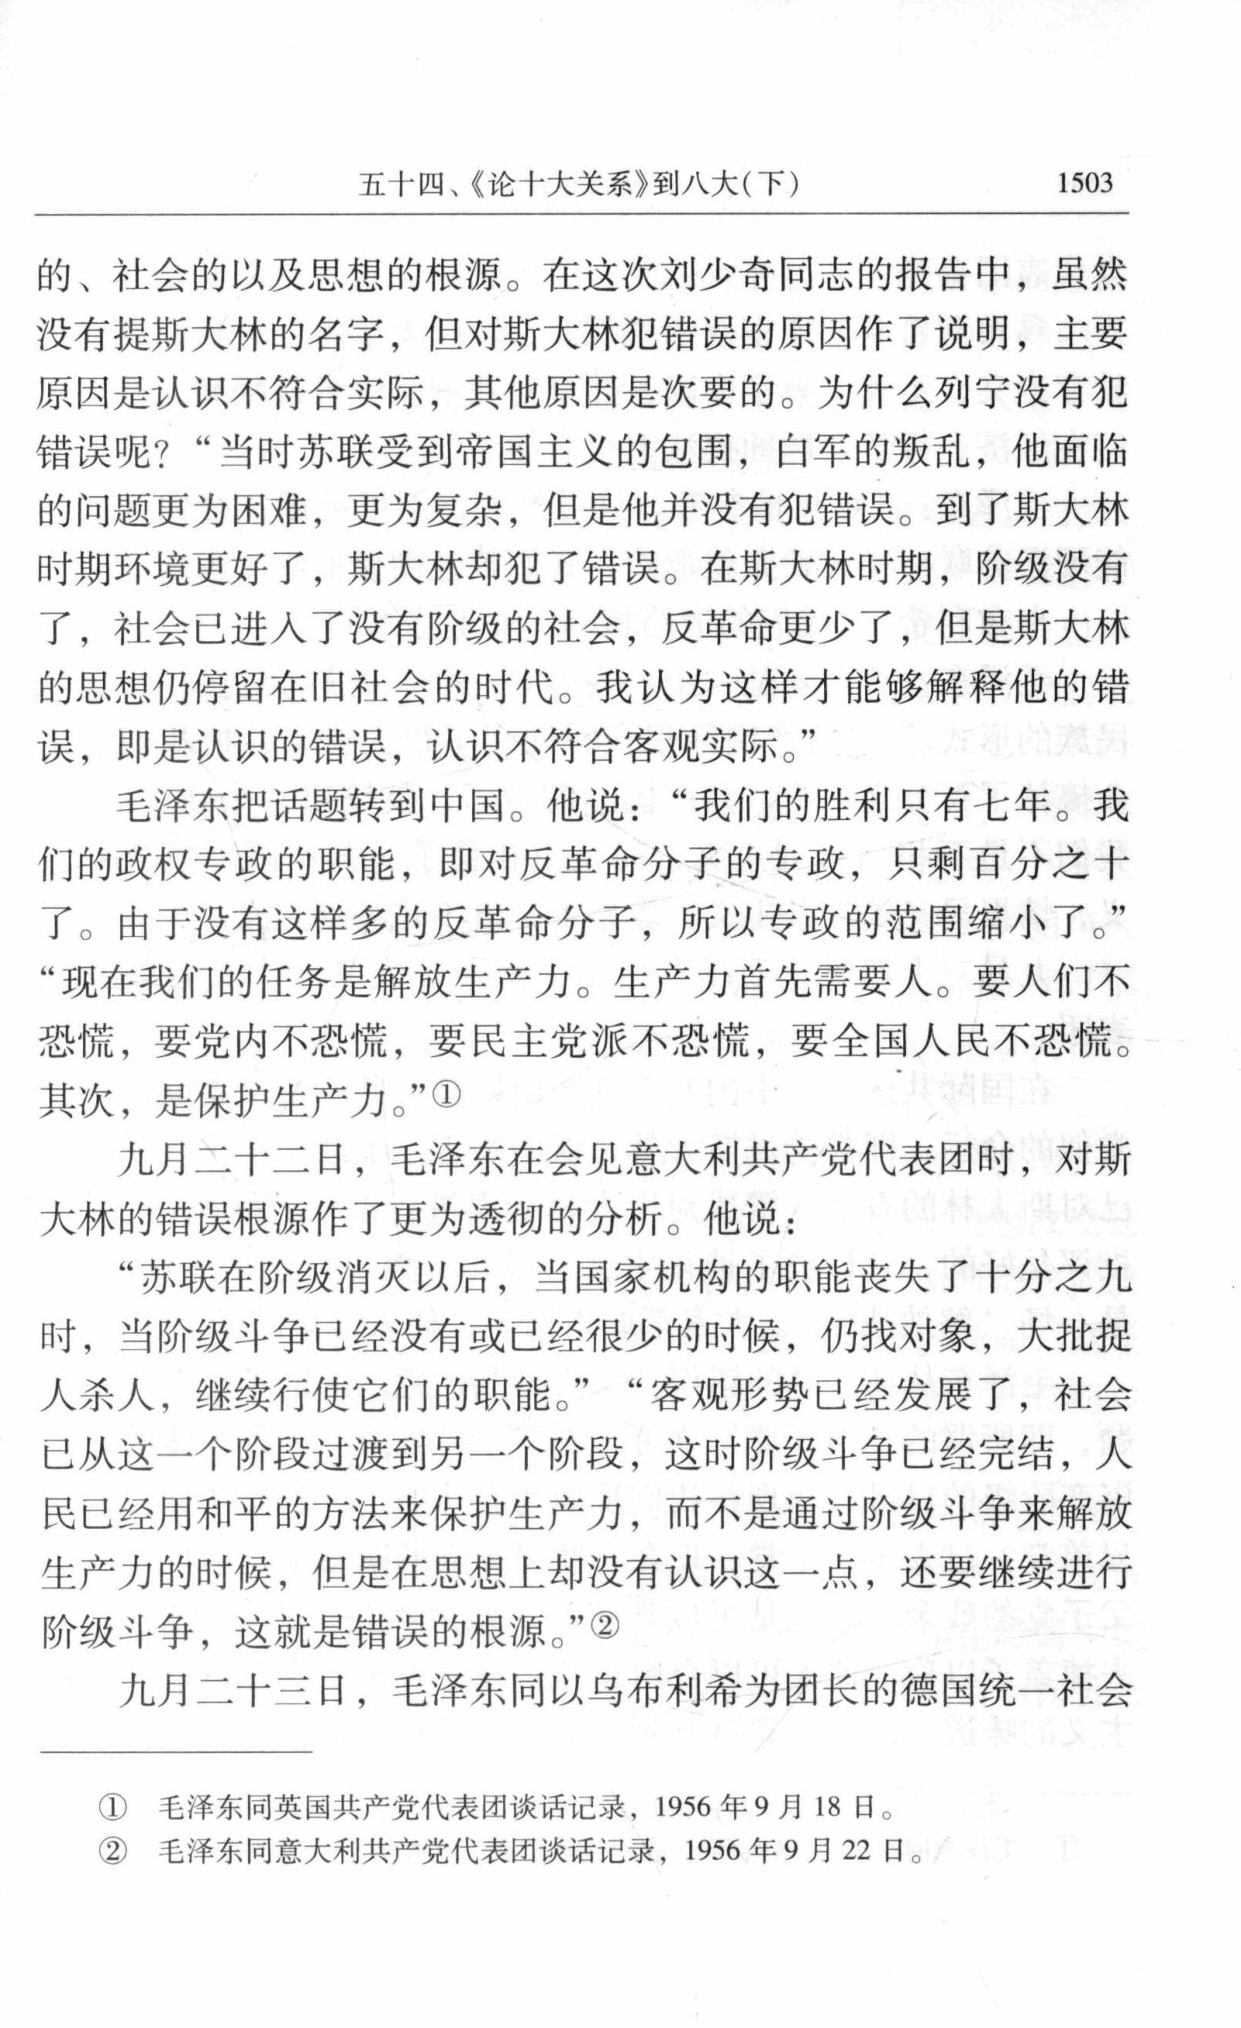 五十四、《论十大关系》到八大(下)　1503
的、社会的以及思想的根源。在这次刘少奇同志的报告中，虽然
没有提斯大林的名字，但对斯大林犯错误的原因作了说明，主要
原因是认识不符合实际，其他原因是次要的。为什么列宁没有犯
错误呢？“当时苏联受到帝国主义的包围，白军的叛乱，他面临
的问题更为困难，更为复杂，但是他并没有犯错误。到了斯大林
时期环境更好了，斯大林却犯了错误。在斯大林时期，阶级没有
了，社会已进入了没有阶级的社会，反革命更少了，但是斯大林
的思想仍停留在旧社会的时代。我认为这样才能够解释他的错
误，即是认识的错误，认识不符合客观实际。”
毛泽东把话题转到中国。他说：“我们的胜利只有七年。我
们的政权专政的职能，即对反革命分子的专政，只剩百分之十
了。由于没有这样多的反革命分子，所以专政的范围缩小了。”
“现在我们的任务是解放生产力。生产力首先需要人。要人们不
恐慌，要党内不恐慌，要民主党派不恐慌，要全国人民不恐慌。
其次，是保护生产力。”①
九月二十二日，毛泽东在会见意大利共产党代表团时，对斯
大林的错误根源作了更为透彻的分析。他说：
“苏联在阶级消灭以后，当国家机构的职能丧失了十分之九
时，当阶级斗争已经没有或已经很少的时候，仍找对象，大批捉
人杀人，继续行使它们的职能。”“客观形势已经发展了，社会
已从这一个阶段过渡到另一个阶段，这时阶级斗争已经完结，人
民已经用和平的方法来保护生产力，而不是通过阶级斗争来解放
生产力的时候，但是在思想上却没有认识这一点，还要继续进行
阶级斗争，这就是错误的根源。”②
九月二十三日，毛泽东同以乌布利希为团长的德国统一社会
①　毛泽东同英国共产党代表团谈话记录，1956年9月18日。
②　毛泽东同意大利共产党代表团谈话记录，1956年9月22日。